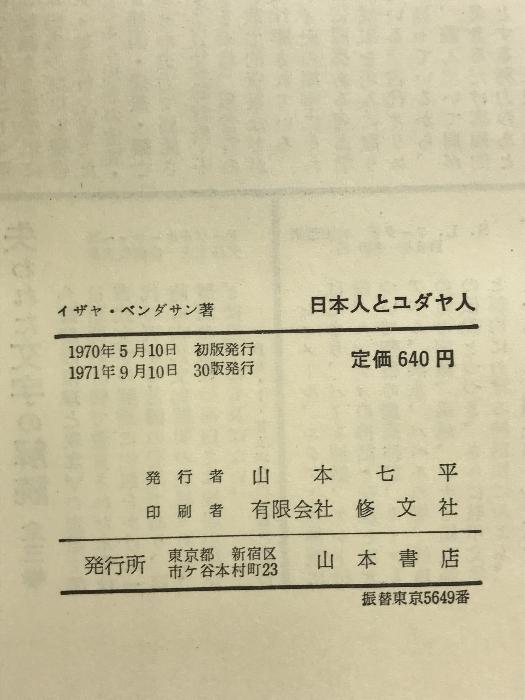 イザヤ・ベンダサン著
日本人とユダヤ人
1970年5月10日 初版発行
1971年9月10日 30版発行
定価640円
発行者 山本七平
印刷者 有限会社 修文社
発行所
東京都 新宿区
市ケ谷本村町23
山本書店
振替東京5649番